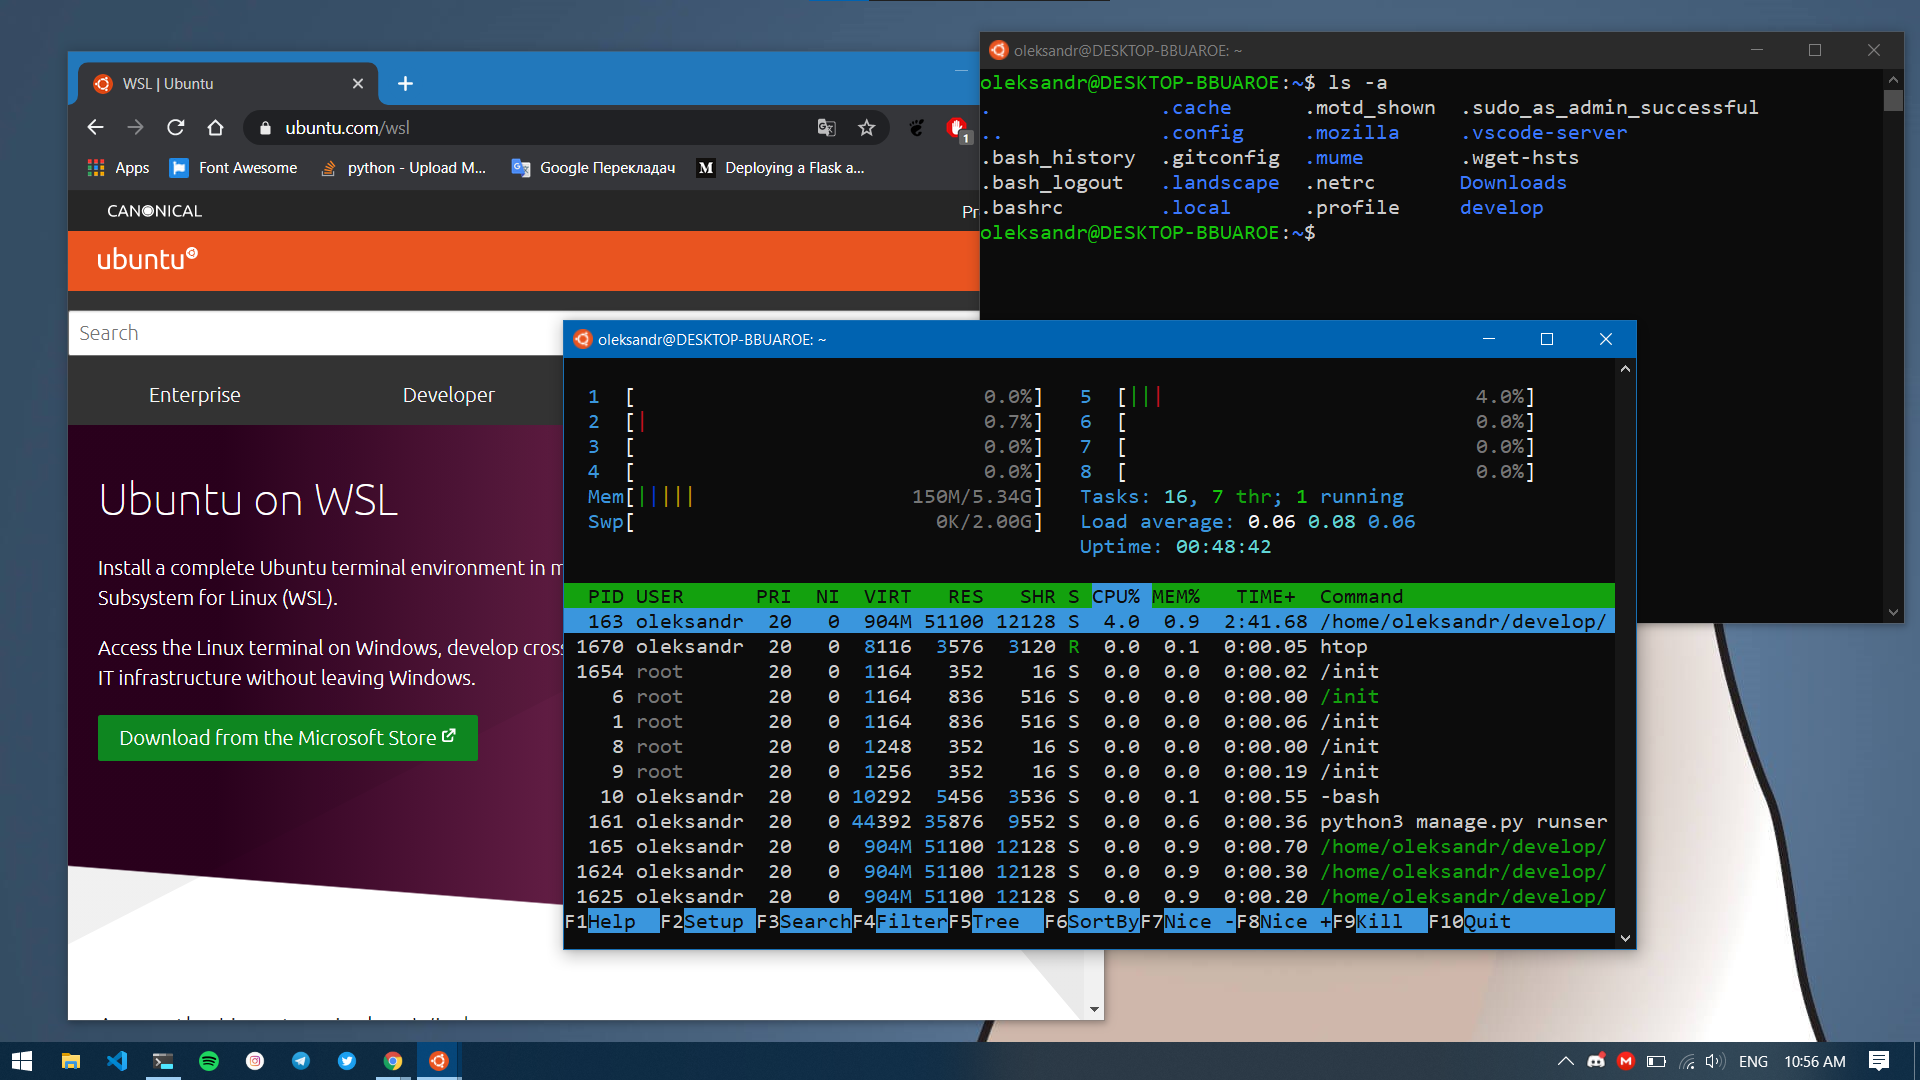 WSL | Ubuntu
ubuntu.com/wsl
1
Apps
Font Awesome
python - Upload M...
Google Перекладач
M
Deploying a Flask a...
CANONICAL
Pr
ubuntu
Search
Enterprise
Developer
Ubuntu on WSL
Install a complete Ubuntu terminal environment in m
Subsystem for Linux (WSL).
Access the Linux terminal on Windows, develop cross
IT infrastructure without leaving Windows.
Download from the Microsoft Store
oleksandr@DESKTOP-BBUAROE: ~
oleksandr@DESKTOP-BBUAROE:~$ ls -a
. .cache .motd_shown .sudo_as_admin_successful
.. .config .mozilla .vscode-server
.bash_history .gitconfig .mume .wget-hsts
.bash_logout .landscape .netrc Downloads
.bashrc .local .profile develop
oleksandr@DESKTOP-BBUAROE:~$
oleksandr@DESKTOP-BBUAROE: ~
1 [ 0.0%] 5 [||| 4.0%]
2 [| 0.7%] 6 [ 0.0%]
3 [ 0.0%] 7 [ 0.0%]
4 [ 0.0%] 8 [ 0.0%]
Mem[||||| 150M/5.34G] Tasks: 16, 7 thr; 1 running
Swp[ 0K/2.00G] Load average: 0.06 0.08 0.06
Uptime: 00:48:42
PID USER PRI NI VIRT RES SHR S CPU% MEM% TIME+ Command
163 oleksandr 20 0 904M 51100 12128 S 4.0 0.9 2:41.68 /home/oleksandr/develop/
1670 oleksandr 20 0 8116 3576 3120 R 0.0 0.1 0:00.05 htop
1654 root 20 0 1164 352 16 S 0.0 0.0 0:00.02 /init
6 root 20 0 1164 836 516 S 0.0 0.0 0:00.00 /init
1 root 20 0 1164 836 516 S 0.0 0.0 0:00.06 /init
8 root 20 0 1248 352 16 S 0.0 0.0 0:00.00 /init
9 root 20 0 1256 352 16 S 0.0 0.0 0:00.19 /init
10 oleksandr 20 0 10292 5456 3536 S 0.0 0.1 0:00.55 -bash
161 oleksandr 20 0 44392 35876 9552 S 0.0 0.6 0:00.36 python3 manage.py runser
165 oleksandr 20 0 904M 51100 12128 S 0.0 0.9 0:00.70 /home/oleksandr/develop/
1624 oleksandr 20 0 904M 51100 12128 S 0.0 0.9 0:00.30 /home/oleksandr/develop/
1625 oleksandr 20 0 904M 51100 12128 S 0.0 0.9 0:00.20 /home/oleksandr/develop/
F1Help F2Setup F3SearchF4FilterF5Tree F6SortByF7Nice -F8Nice +F9Kill F10Quit
M
ENG
10:56 AM